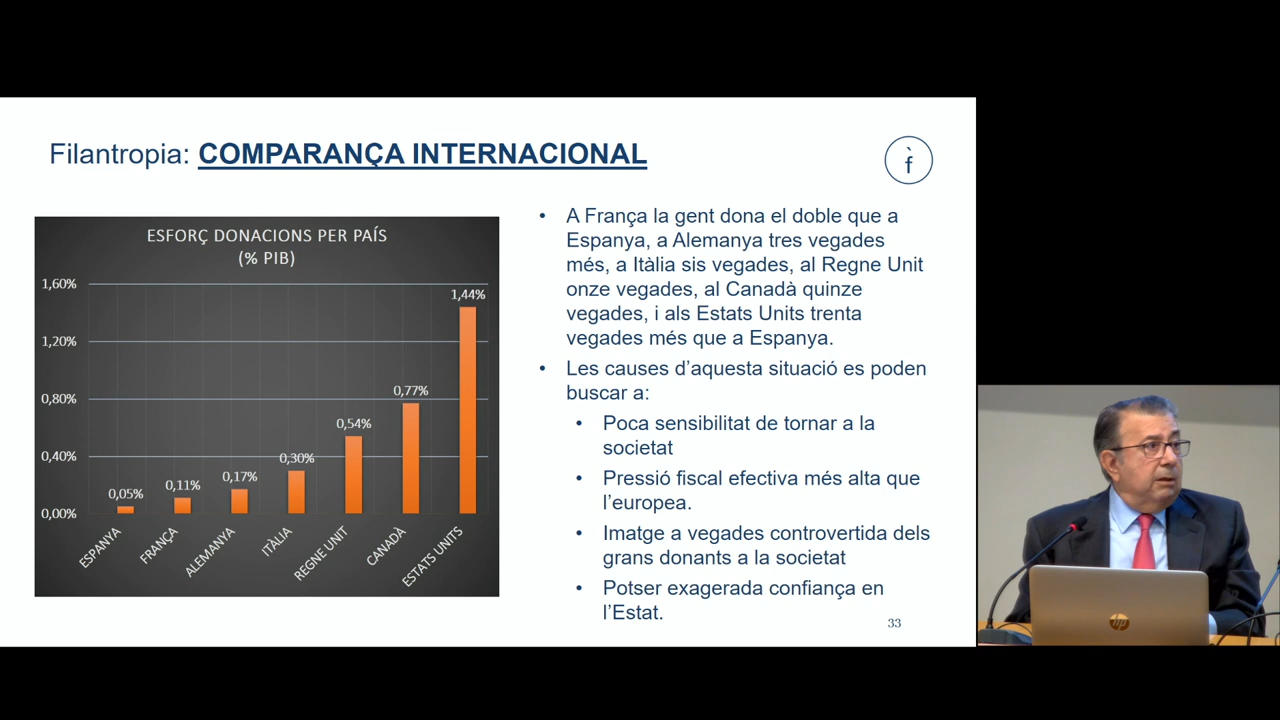 Filantropia: COMPARANÇA INTERNACIONAL
f̀
ESFORÇ DONACIONS PER PAÍS
(% PIB)
1,60%
1,20%
0,80%
0,40%
0,00%
0,05%
0,11%
0,17%
0,30%
0,54%
0,77%
1,44%
ESPANYA
FRANÇA
ALEMANYA
ITÀLIA
REGNE UNIT
CANADÀ
ESTATS UNITS
• A França la gent dona el doble que a
Espanya, a Alemanya tres vegades
més, a Itàlia sis vegades, al Regne Unit
onze vegades, al Canadà quinze
vegades, i als Estats Units trenta
vegades més que a Espanya.
• Les causes d’aquesta situació es poden
buscar a:
• Poca sensibilitat de tornar a la
societat
• Pressió fiscal efectiva més alta que
l’europea.
• Imatge a vegades controvertida dels
grans donants a la societat
• Potser exagerada confiança en
l’Estat.
33
hp